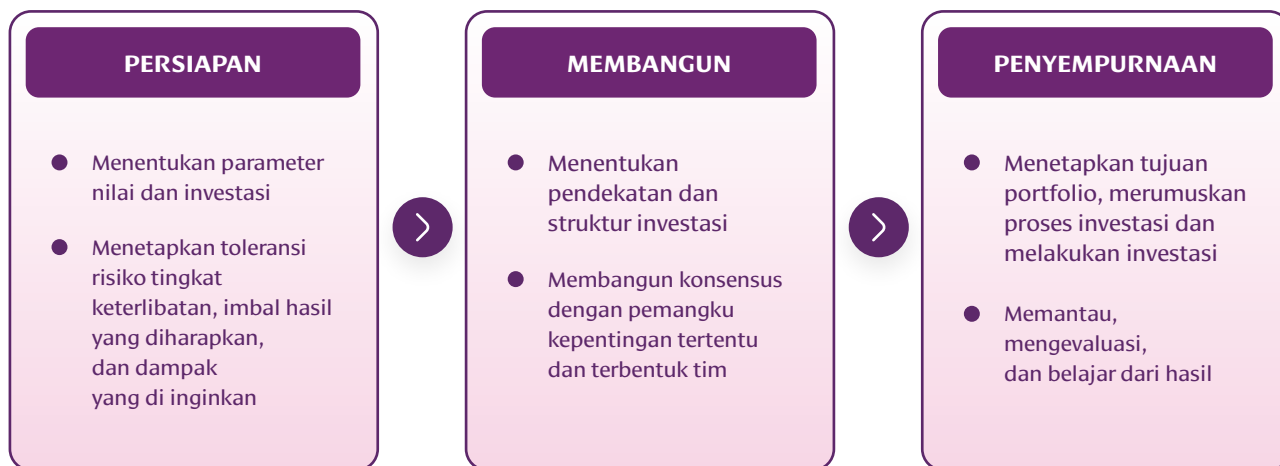 PERSIAPAN
Menentukan parameter
nilai dan investasi
Menetapkan toleransi
risiko tingkat
keterlibatan, imbal hasil
yang diharapkan,
dan dampak
yang di inginkan
MEMBANGUN
Menentukan
pendekatan dan
struktur investasi
Membangun konsensus
dengan pemangku
kepentingan tertentu
dan terbentuk tim
PENYEMPURNAAN
Menetapkan tujuan
portfolio, merumuskan
proses investasi dan
melakukan investasi
Memantau,
mengevaluasi,
dan belajar dari hasil